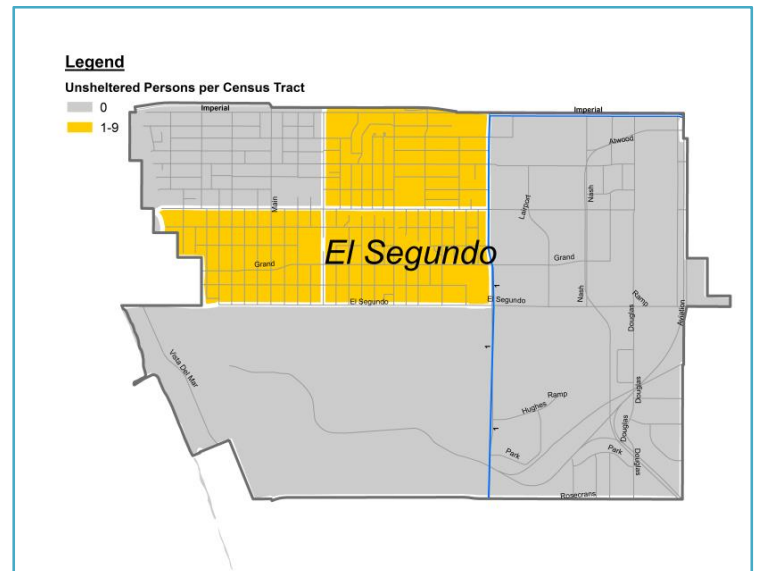 Legend
Unsheltered Persons per Census Tract
0
1-9
Imperial
Imperial
Atwood
Main
Lairport
Nash
El Segundo
Grand
Grand
1
El Segundo
El Segundo
Nash
Ramp
Douglas
Aviation
1
Vista Del Mar
Ramp
Hughes
Douglas
1
Douglas
Park
Park
Douglas
Rosecrans